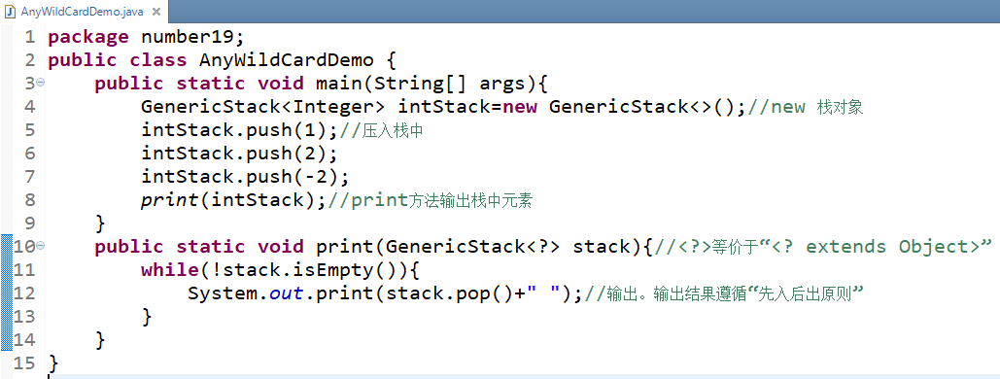 AnyWildCardDemo.java
1 package number19;
2 public class AnyWildCardDemo {
3 public static void main(String[] args){
4 GenericStack<Integer> intStack=new GenericStack<>();//new 栈对象
5 intStack.push(1);//压入栈中
6 intStack.push(2);
7 intStack.push(-2);
8 print(intStack);//print方法输出栈中元素
9 }
10 public static void print(GenericStack<?> stack){//<?>等价于“<? extends Object>”
11 while(!stack.isEmpty()){
12 System.out.print(stack.pop()+" ");//输出。输出结果遵循“先入后出原则”
13 }
14 }
15 }